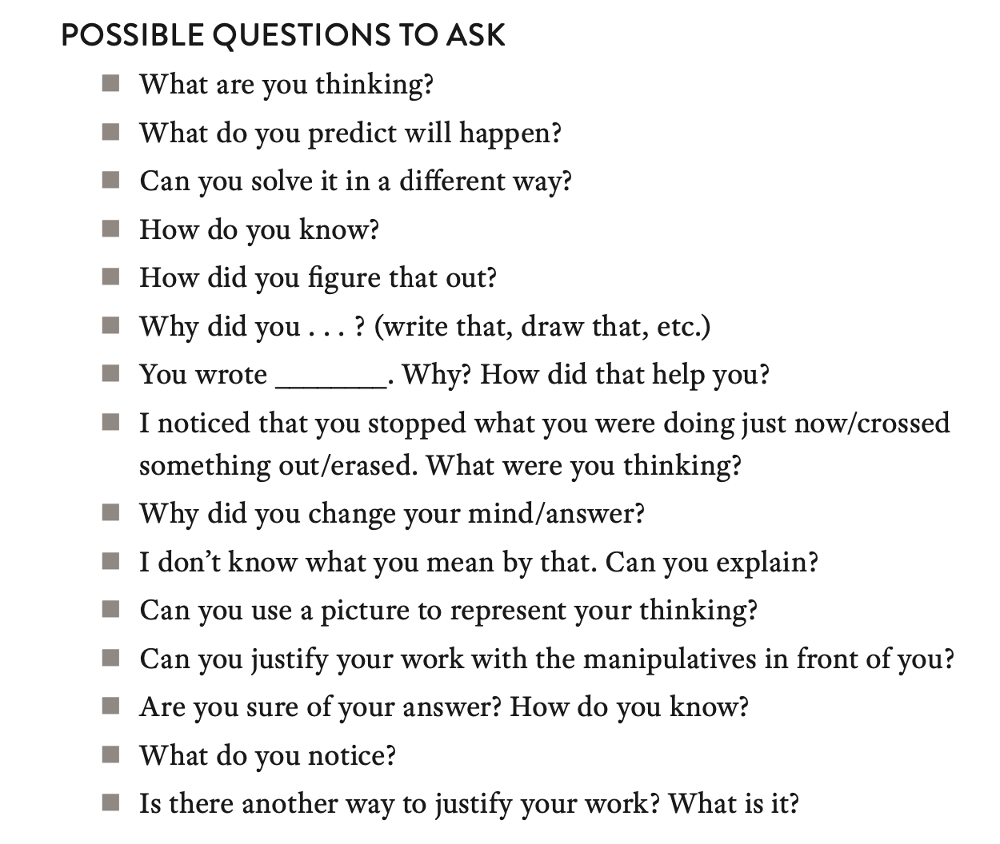 POSSIBLE QUESTIONS TO ASK
■ What are you thinking?
■ What do you predict will happen?
■ Can you solve it in a different way?
■ How do you know?
■ How did you figure that out?
■ Why did you . . . ? (write that, draw that, etc.)
■ You wrote ________. Why? How did that help you?
■ I noticed that you stopped what you were doing just now/crossed
something out/erased. What were you thinking?
■ Why did you change your mind/answer?
■ I don’t know what you mean by that. Can you explain?
■ Can you use a picture to represent your thinking?
■ Can you justify your work with the manipulatives in front of you?
■ Are you sure of your answer? How do you know?
■ What do you notice?
■ Is there another way to justify your work? What is it?